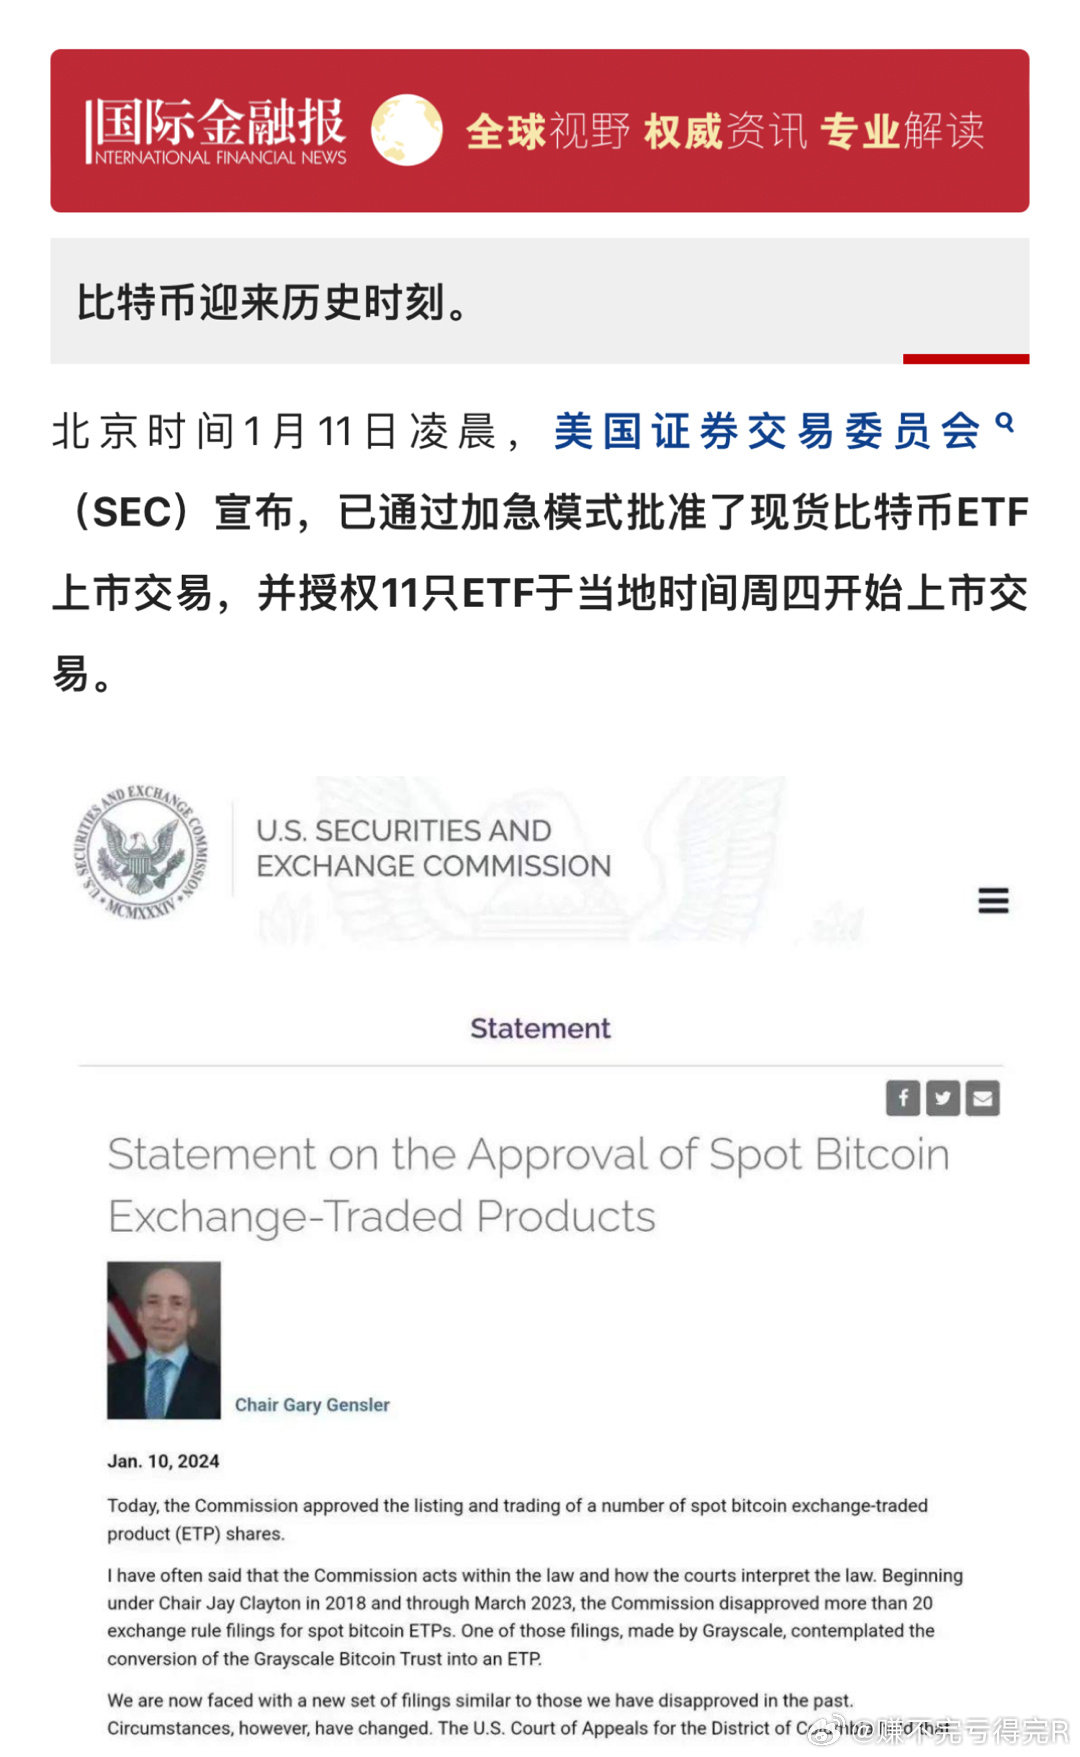 国际金融报
INTERNATIONAL FINANCIAL NEWS
全球视野 权威资讯 专业解读
比特币迎来历史时刻。
北京时间1月11日凌晨，美国证券交易委员会
（SEC）宣布，已通过加急模式批准了现货比特币ETF
上市交易，并授权11只ETF于当地时间周四开始上市交
易。
U.S. SECURITIES AND EXCHANGE COMMISSION
MCMXXXIV
U.S. SECURITIES AND
EXCHANGE COMMISSION
Statement
Statement on the Approval of Spot Bitcoin
Exchange-Traded Products
Chair Gary Gensler
Jan. 10, 2024
Today, the Commission approved the listing and trading of a number of spot bitcoin exchange-traded
product (ETP) shares.
I have often said that the Commission acts within the law and how the courts interpret the law. Beginning
under Chair Jay Clayton in 2018 and through March 2023, the Commission disapproved more than 20
exchange rule filings for spot bitcoin ETPs. One of those filings, made by Grayscale, contemplated the
conversion of the Grayscale Bitcoin Trust into an ETP.
We are now faced with a new set of filings similar to those we have disapproved in the past.
Circumstances, however, have changed. The U.S. Court of Appeals for the District of Columbia held that
@赚不完亏得完R